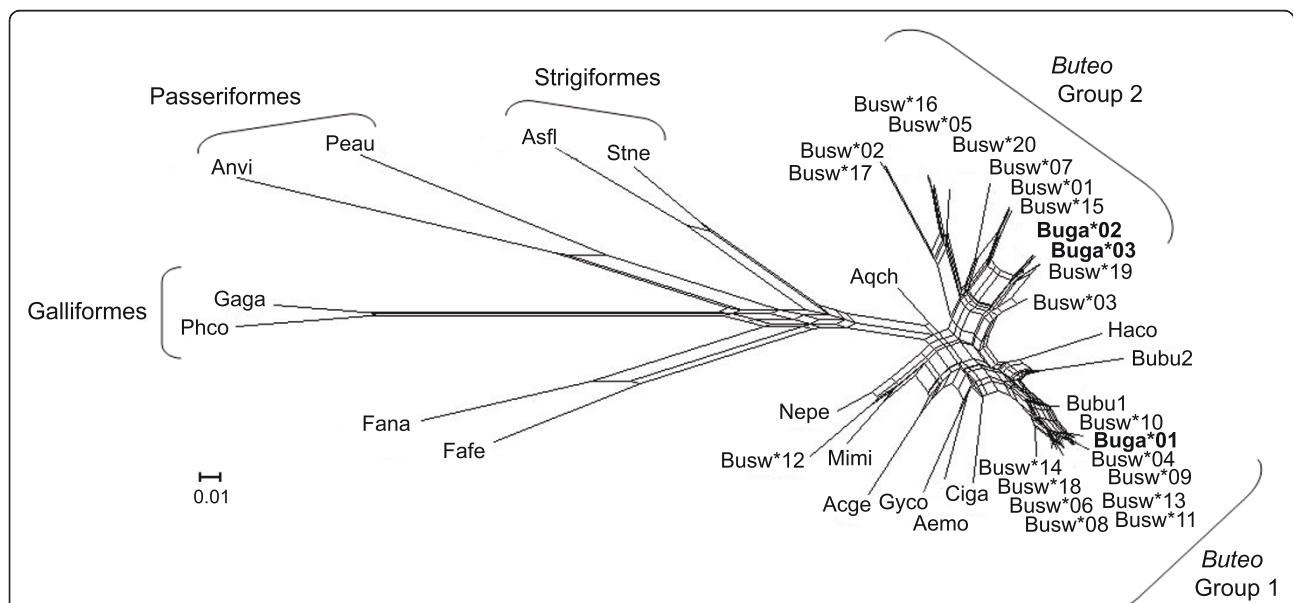 Buteo
Group 2
Strigiformes
Passeriformes
Busw*16
Busw*05
Asfl
Peau
Busw*20
Stne
Busw*02
Anvi
Busw*07
Busw*17
Busw*01
Busw*15
Buga*02
Buga*03
Busw*19
Aqch
Gaga
Busw*03
Galliformes
Phco
Haco
Bubu2
Bubu1
Nepe
Fana
Busw*10
Buga*01
Fafe
Busw*12
Mimi
Busw*04
Busw*14
Busw*09
0.01
Acge
Gyco
Ciga
Busw*18
Aemo
Busw*06
Busw*13
Busw*08
Busw*11
Buteo
Group 1